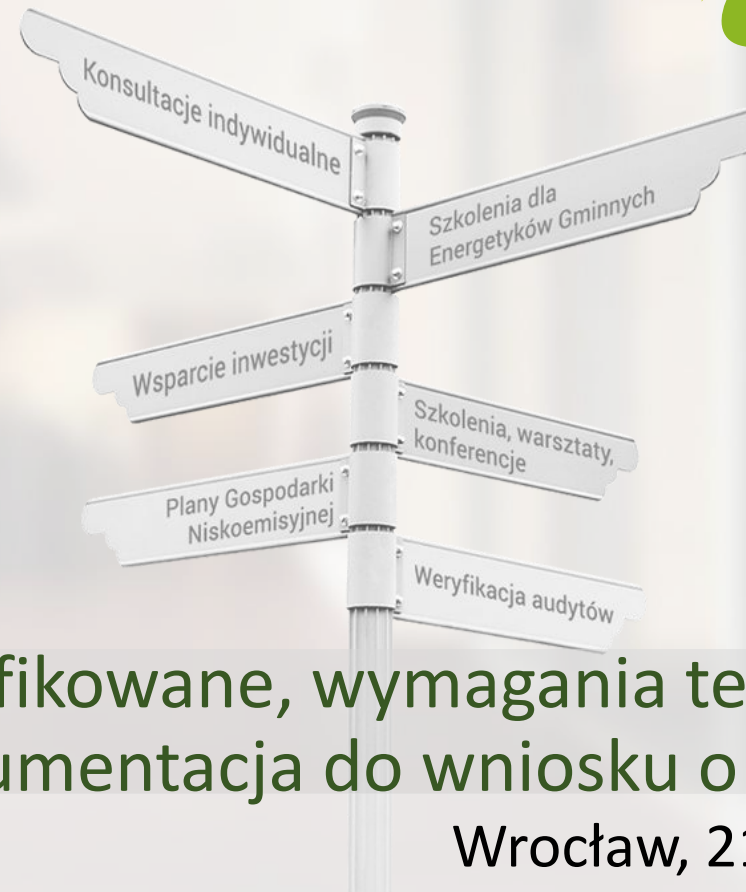 Konsultacje indywidualne
Szkolenia dla
Energetyków Gminnych
Wsparcie inwestycji
Szkolenia, warsztaty,
konferencje
Plany Gospodarki
Niskoemisyjnej
Weryfikacja audytów
fikowane, wymagania te
umentacja do wniosku o
Wrocław, 21